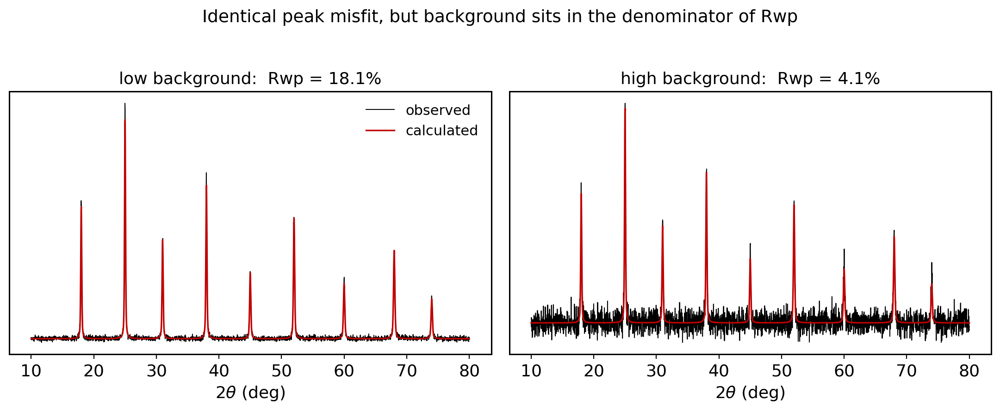 Identical peak misfit, but background sits in the denominator of Rwp
low background:  Rwp = 18.1%
observed
calculated
10 20 30 40 50 60 70 80
2θ (deg)
high background:  Rwp = 4.1%
10 20 30 40 50 60 70 80
2θ (deg)